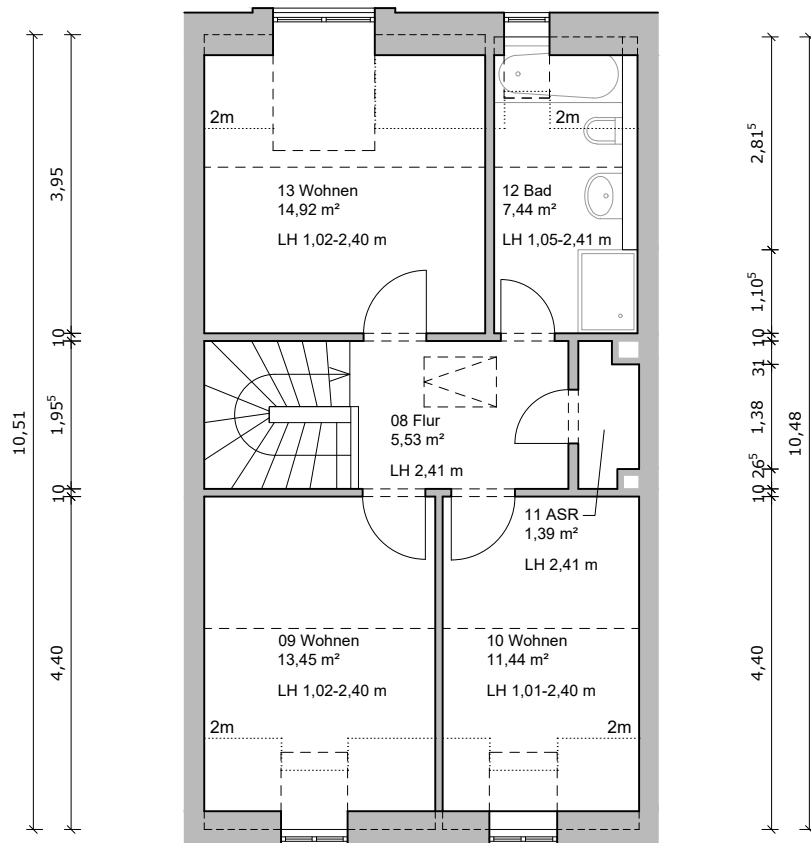 2m
2m
13 Wohnen
14,92 m²
LH 1,02-2,40 m
12 Bad
7,44 m²
LH 1,05-2,41 m
08 Flur
5,53 m²
LH 2,41 m
11 ASR
1,39 m²
LH 2,41 m
09 Wohnen
13,45 m²
LH 1,02-2,40 m
10 Wohnen
11,44 m²
LH 1,01-2,40 m
2m
2m
10,51
3,95
10
1,95⁵
10
4,40
2,81⁵
1,10⁵
10
31
1,38
26⁵
10
4,40
10,48